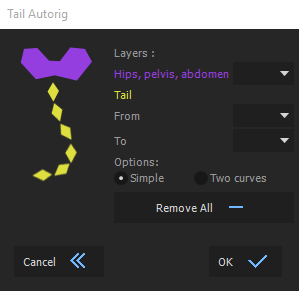 Tail Autorig
Layers :
Hips, pelvis, abdomen
Tail
From
To
Options:
Simple Two curves
Remove All
Cancel OK